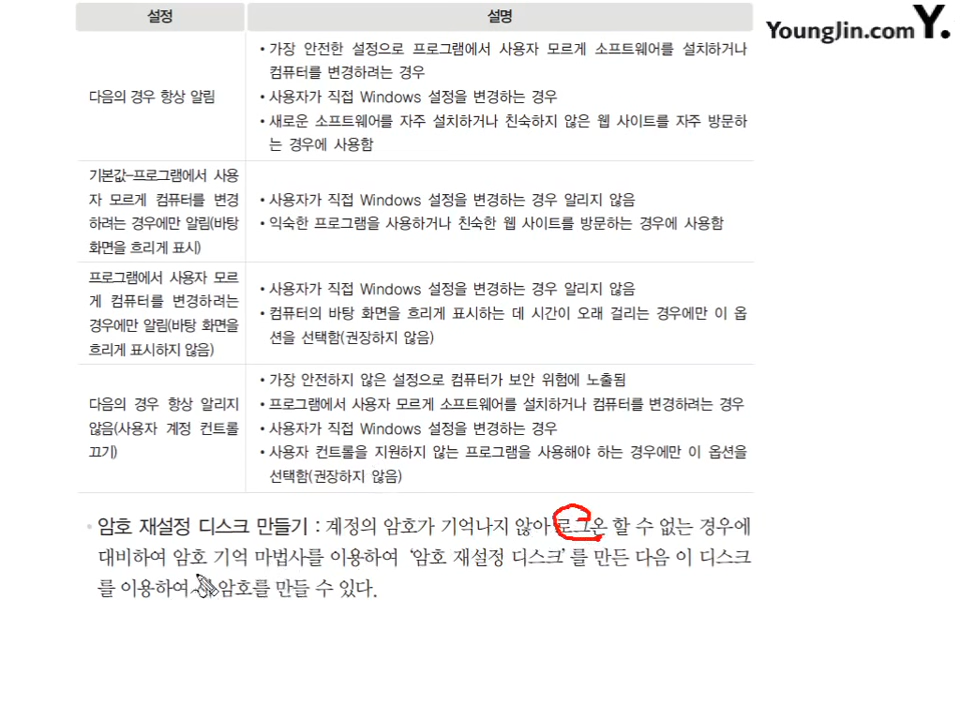 설정
설명
YoungJin.com Y.
다음의 경우 항상 알림
• 가장 안전한 설정으로 프로그램에서 사용자 모르게 소프트웨어를 설치하거나
컴퓨터를 변경하려는 경우
• 사용자가 직접 Windows 설정을 변경하는 경우
• 새로운 소프트웨어를 자주 설치하거나 친숙하지 않은 웹 사이트를 자주 방문하
는 경우에 사용함
기본값-프로그램에서 사용
자 모르게 컴퓨터를 변경
하려는 경우에만 알림(바탕
화면을 흐리게 표시)
• 사용자가 직접 Windows 설정을 변경하는 경우 알리지 않음
• 익숙한 프로그램을 사용하거나 친숙한 웹 사이트를 방문하는 경우에 사용함
프로그램에서 사용자 모르
게 컴퓨터를 변경하려는
경우에만 알림(바탕 화면을
흐리게 표시하지 않음)
• 사용자가 직접 Windows 설정을 변경하는 경우 알리지 않음
• 컴퓨터의 바탕 화면을 흐리게 표시하는 데 시간이 오래 걸리는 경우에만 이 옵
션을 선택함(권장하지 않음)
다음의 경우 항상 알리지
않음(사용자 계정 컨트롤
끄기)
• 가장 안전하지 않은 설정으로 컴퓨터가 보안 위험에 노출됨
• 프로그램에서 사용자 모르게 소프트웨어를 설치하거나 컴퓨터를 변경하려는 경우
• 사용자가 직접 Windows 설정을 변경하는 경우
• 사용자 컨트롤을 지원하지 않는 프로그램을 사용해야 하는 경우에만 이 옵션을
선택함(권장하지 않음)
• 암호 재설정 디스크 만들기 : 계정의 암호가 기억나지 않아 로그온 할 수 없는 경우에
대비하여 암호 기억 마법사를 이용하여 ‘암호 재설정 디스크’를 만든 다음 이 디스크
를 이용하여 암호를 만들 수 있다.